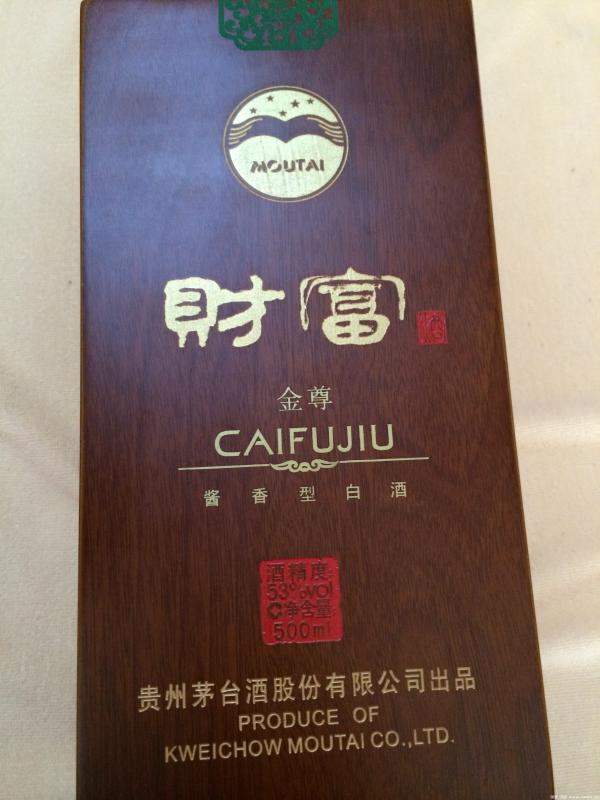 MOUTAI
財富
金尊
CAIFUJIU
酱香型白酒
酒精度:
53%vol
C净含量:
500ml
贵州茅台酒股份有限公司出品
PRODUCE OF
KWEICHOW MOUTAI CO.,LTD.